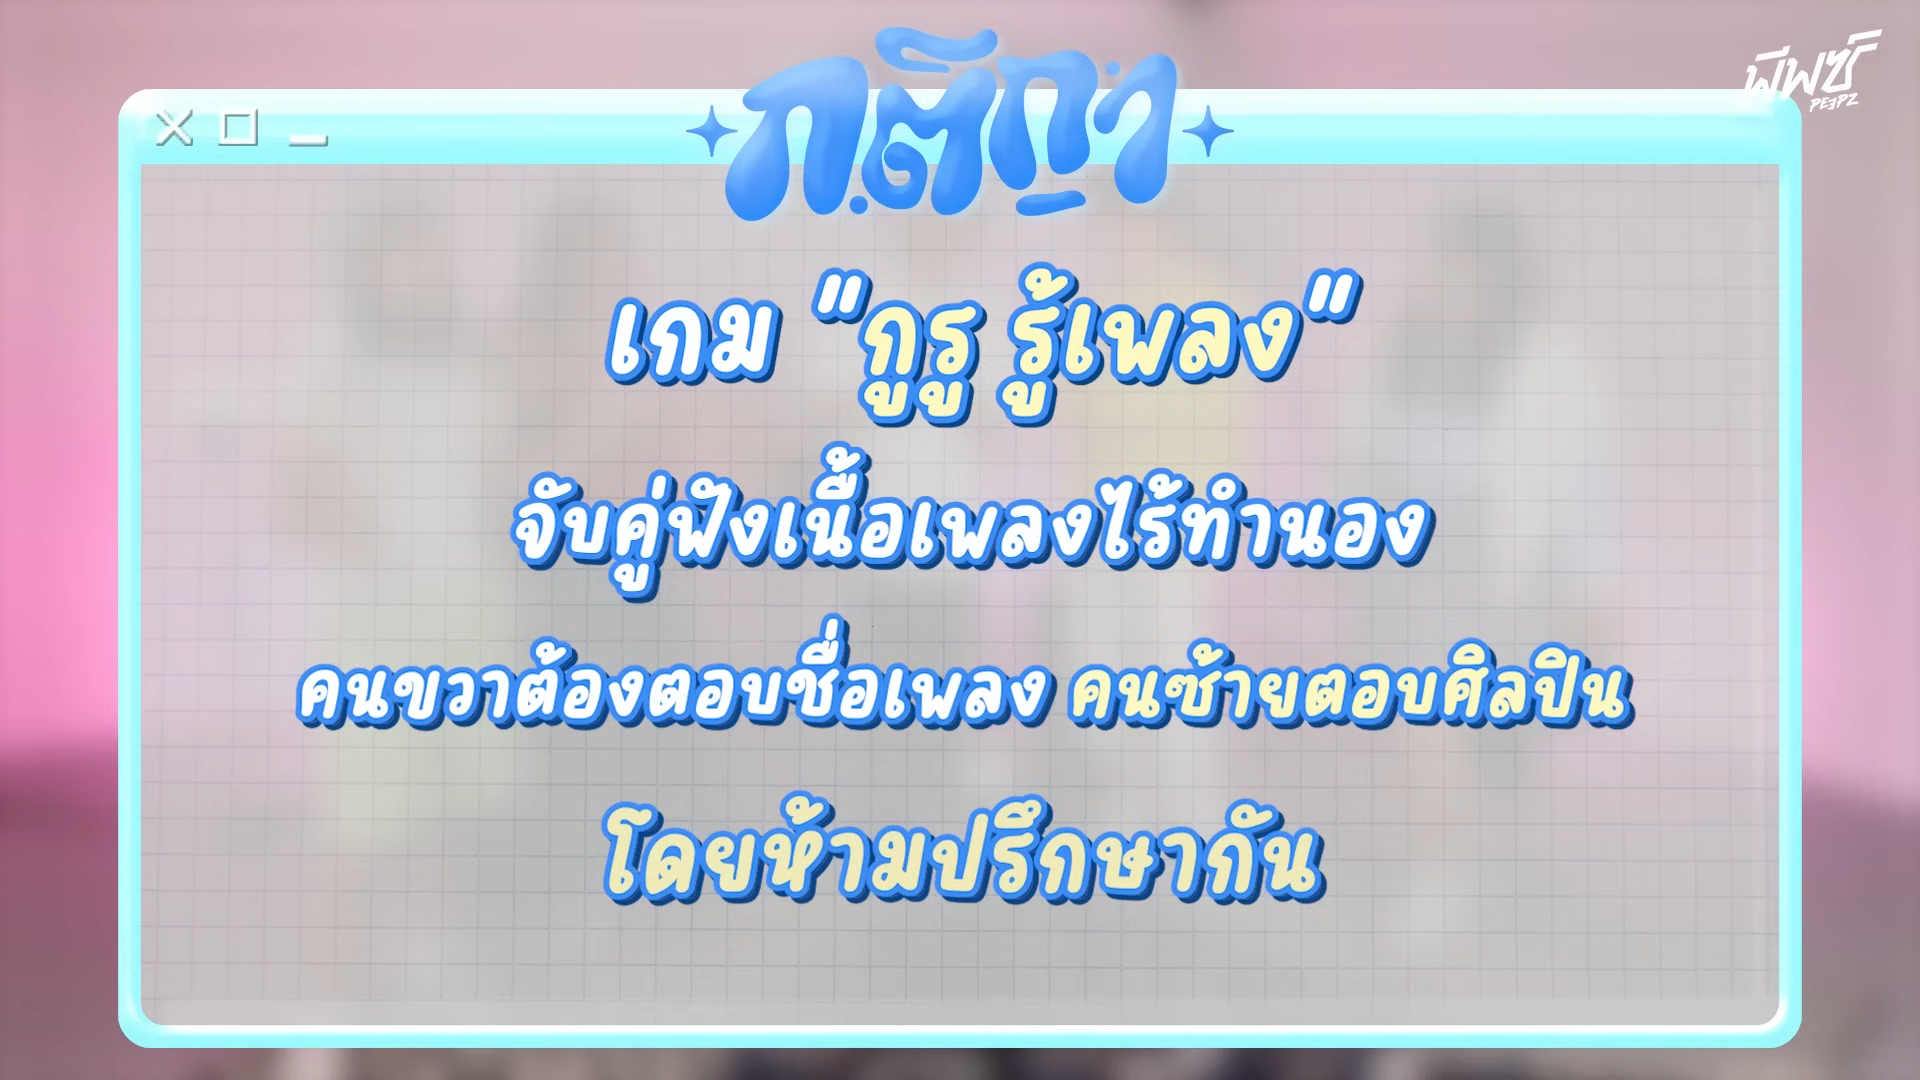 กติกา
พีพซ์
PEEPZ
เกม "กูรู รู้เพลง"
จับคู่ฟังเนื้อเพลงไร้ทำนอง
คนขวาต้องตอบชื่อเพลง คนซ้ายตอบศิลปิน
โดยห้ามปรึกษากัน